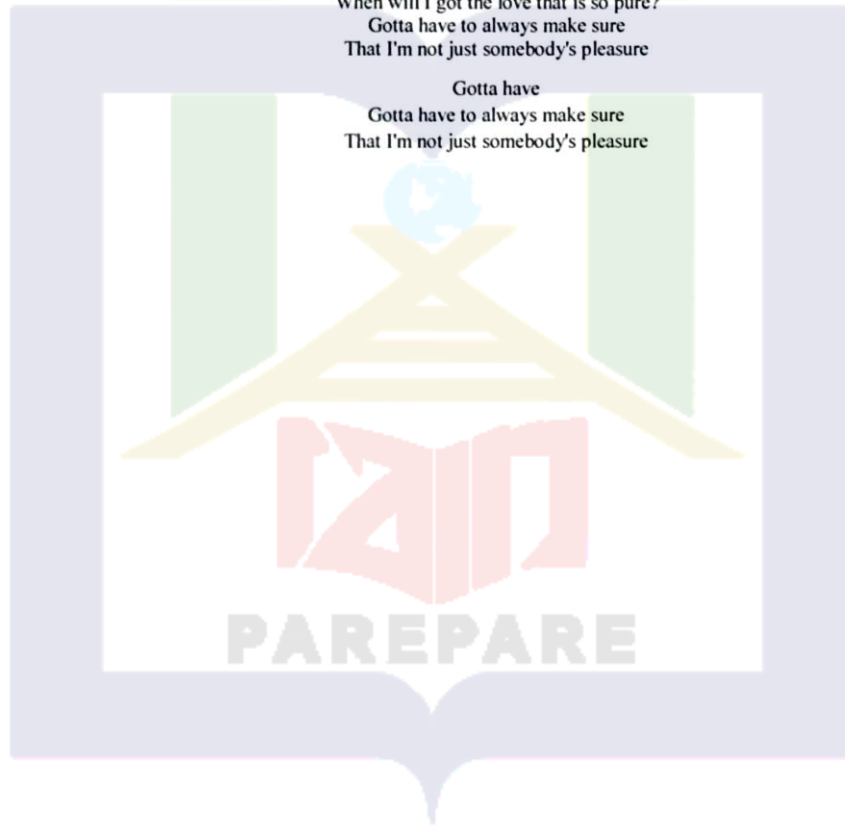 When will I got the love that is so pure?
Gotta have to always make sure
That I'm not just somebody's pleasure
Gotta have
Gotta have to always make sure
That I'm not just somebody's pleasure
iain
PAREPARE